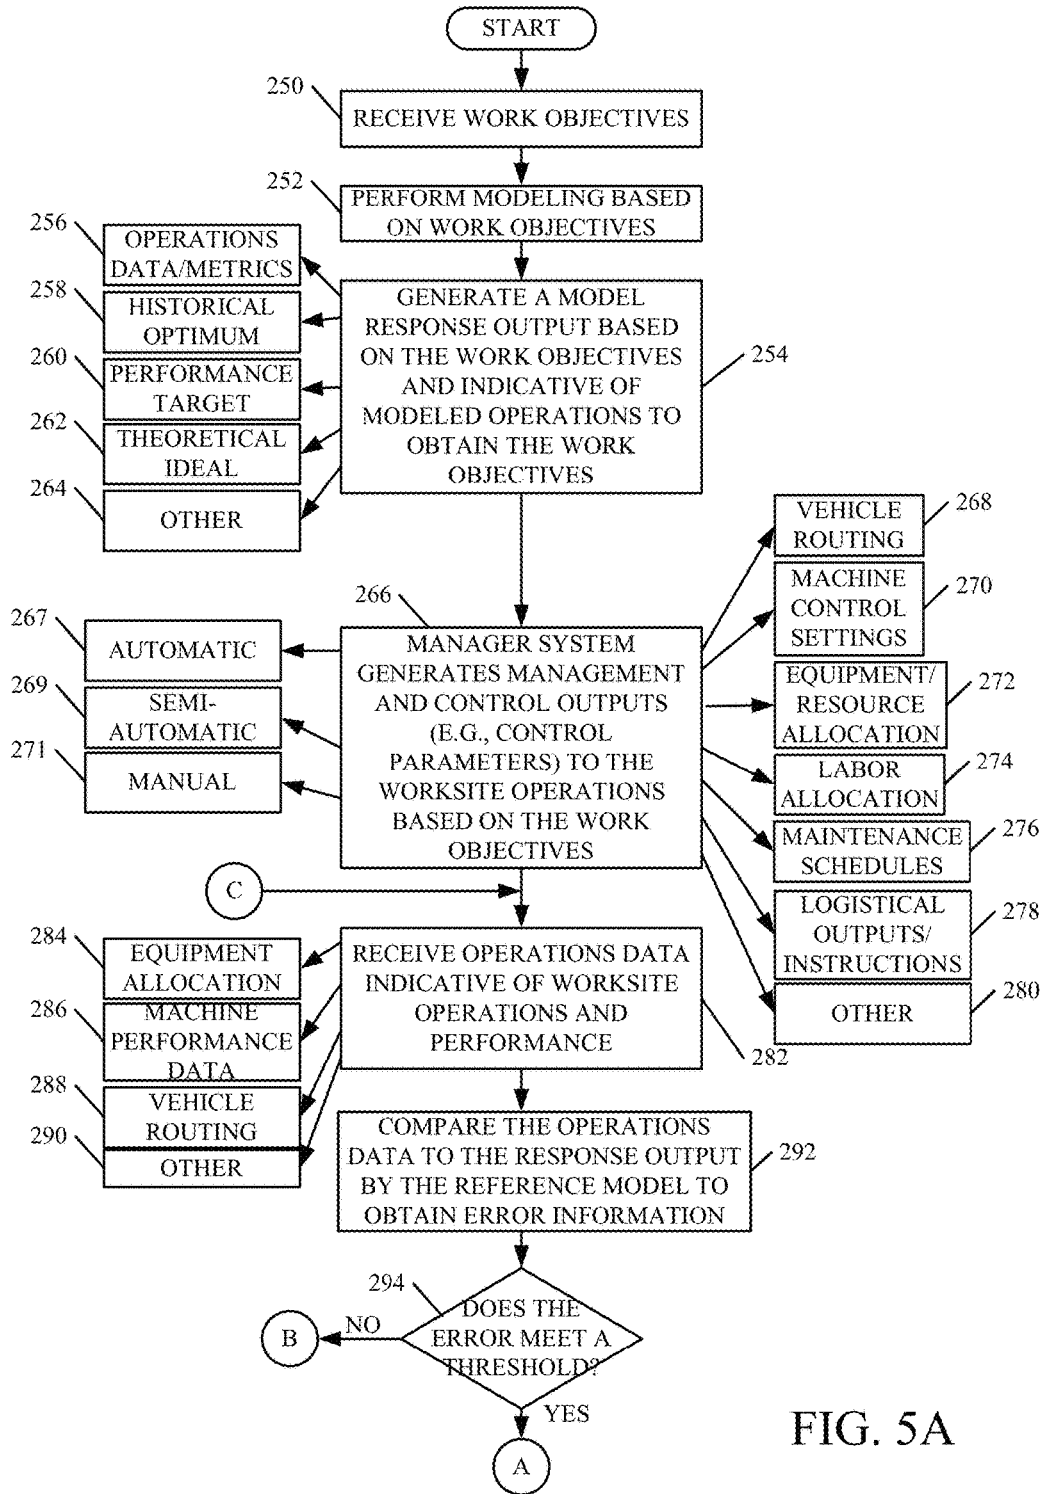 START
250
RECEIVE WORK OBJECTIVES
252
PERFORM MODELING BASED
ON WORK OBJECTIVES
256
OPERATIONS
DATA/METRICS
258
HISTORICAL
OPTIMUM
260
PERFORMANCE
TARGET
262
THEORETICAL
IDEAL
264
OTHER
GENERATE A MODEL
RESPONSE OUTPUT BASED
ON THE WORK OBJECTIVES
AND INDICATIVE OF
MODELED OPERATIONS TO
OBTAIN THE WORK
OBJECTIVES
254
266
MANAGER SYSTEM
GENERATES MANAGEMENT
AND CONTROL OUTPUTS
(E.G., CONTROL
PARAMETERS) TO THE
WORKSITE OPERATIONS
BASED ON THE WORK
OBJECTIVES
267
AUTOMATIC
269
SEMI-
AUTOMATIC
271
MANUAL
VEHICLE
ROUTING
268
MACHINE
CONTROL
SETTINGS
270
EQUIPMENT/
RESOURCE
ALLOCATION
272
LABOR
ALLOCATION
274
MAINTENANCE
SCHEDULES
276
LOGISTICAL
OUTPUTS/
INSTRUCTIONS
278
OTHER
280
C
RECEIVE OPERATIONS DATA
INDICATIVE OF WORKSITE
OPERATIONS AND
PERFORMANCE
282
284
EQUIPMENT
ALLOCATION
286
MACHINE
PERFORMANCE
DATA
288
VEHICLE
ROUTING
290
OTHER
COMPARE THE OPERATIONS
DATA TO THE RESPONSE OUTPUT
BY THE REFERENCE MODEL TO
OBTAIN ERROR INFORMATION
292
294
DOES THE
ERROR MEET A
THRESHOLD?
NO
B
YES
A
FIG. 5A